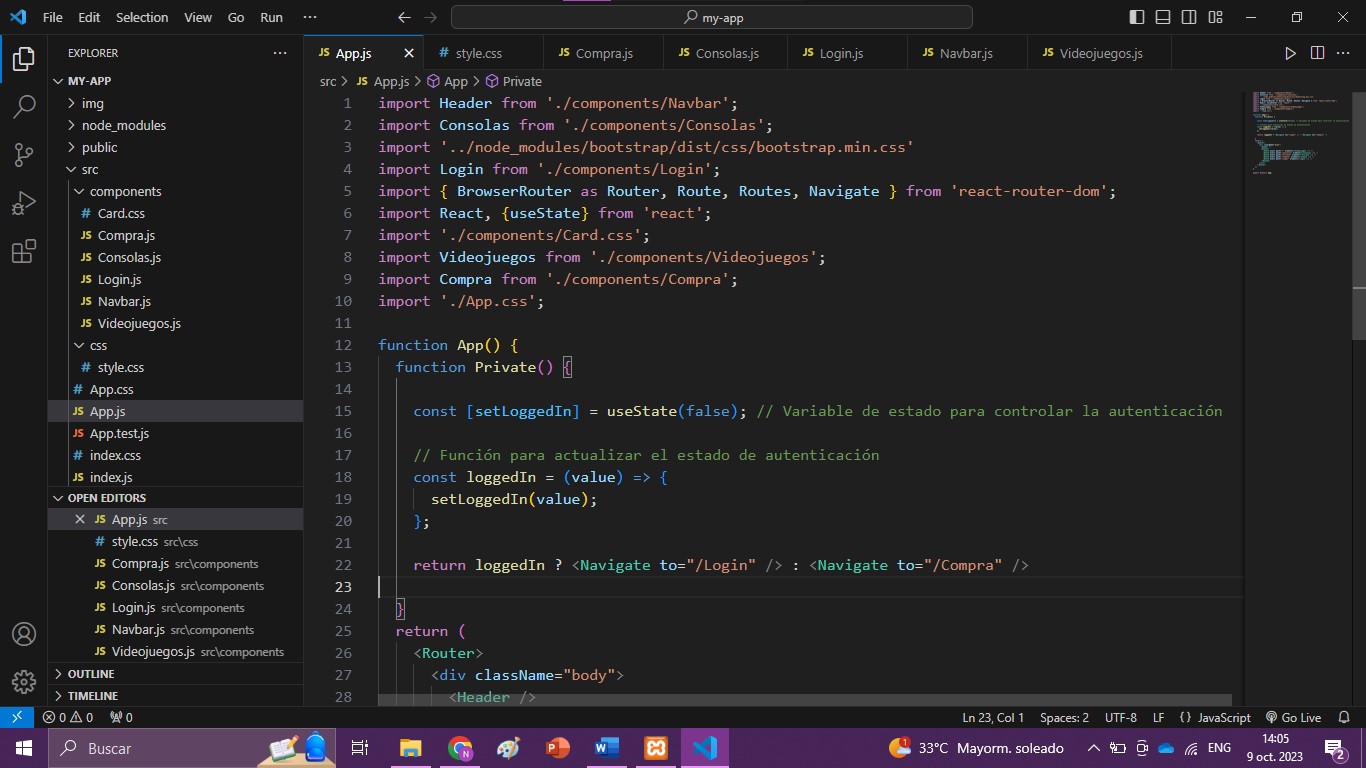 File Edit Selection View Go Run ··· my-app
EXPLORER ···
MY-APP
img
node_modules
public
src
components
Card.css
Compra.js
Consolas.js
Login.js
Navbar.js
Videojuegos.js
css
style.css
App.css
App.js
App.test.js
index.css
index.js
OPEN EDITORS
App.js src
style.css src\css
Compra.js src\components
Consolas.js src\components
Login.js src\components
Navbar.js src\components
Videojuegos.js src\components
OUTLINE
TIMELINE
App.js style.css Compra.js Consolas.js Login.js Navbar.js Videojuegos.js ···
src > JS App.js > App > Private
1 import Header from './components/Navbar';
2 import Consolas from './components/Consolas';
3 import '../node_modules/bootstrap/dist/css/bootstrap.min.css'
4 import Login from './components/Login';
5 import { BrowserRouter as Router, Route, Routes, Navigate } from 'react-router-dom';
6 import React, {useState} from 'react';
7 import './components/Card.css';
8 import Videojuegos from './components/Videojuegos';
9 import Compra from './components/Compra';
10 import './App.css';
11
12 function App() {
13 function Private() {
14
15 const [setLoggedIn] = useState(false); // Variable de estado para controlar la autenticación
16
17 // Función para actualizar el estado de autenticación
18 const loggedIn = (value) => {
19 setLoggedIn(value);
20 };
21
22 return loggedIn ? <Navigate to="/Login" /> : <Navigate to="/Compra" />
23
24 }
25 return (
26 <Router>
27 <div className="body">
28 <Header />
0 0 0 Ln 23, Col 1 Spaces: 2 UTF-8 LF {} JavaScript Go Live
Buscar 33°C Mayorm. soleado ENG 14:05
9 oct. 2023 2